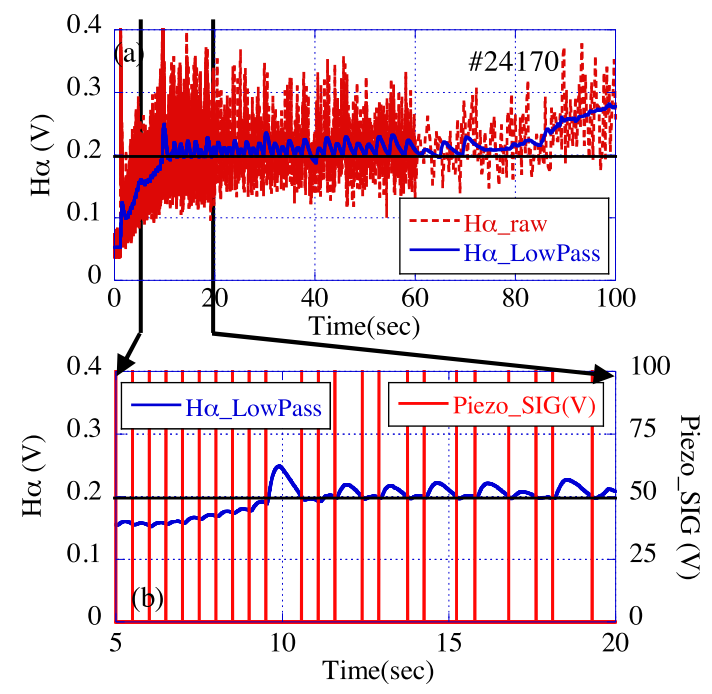 0.4
(a)
#24170
0.3
Hα (V)
0.2
0.1
Hα_raw
Hα_LowPass
0
0 20 40 60 80 100
Time(sec)
0.4 100
Hα_LowPass Piezo_SIG(V)
0.3 75
Hα (V) Piezo_SIG (V)
0.2 50
0.1 25
(b)
0 0
5 10 15 20
Time(sec)